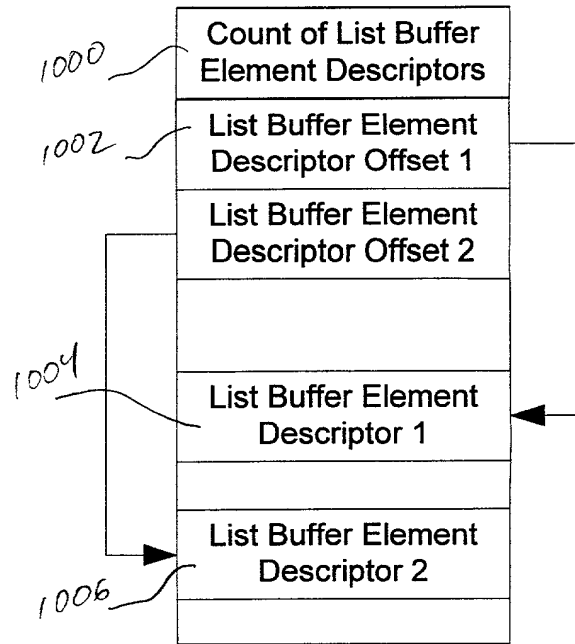 1000
Count of List Buffer
Element Descriptors
1002
List Buffer Element
Descriptor Offset 1
List Buffer Element
Descriptor Offset 2
1004
List Buffer Element
Descriptor 1
List Buffer Element
Descriptor 2
1006